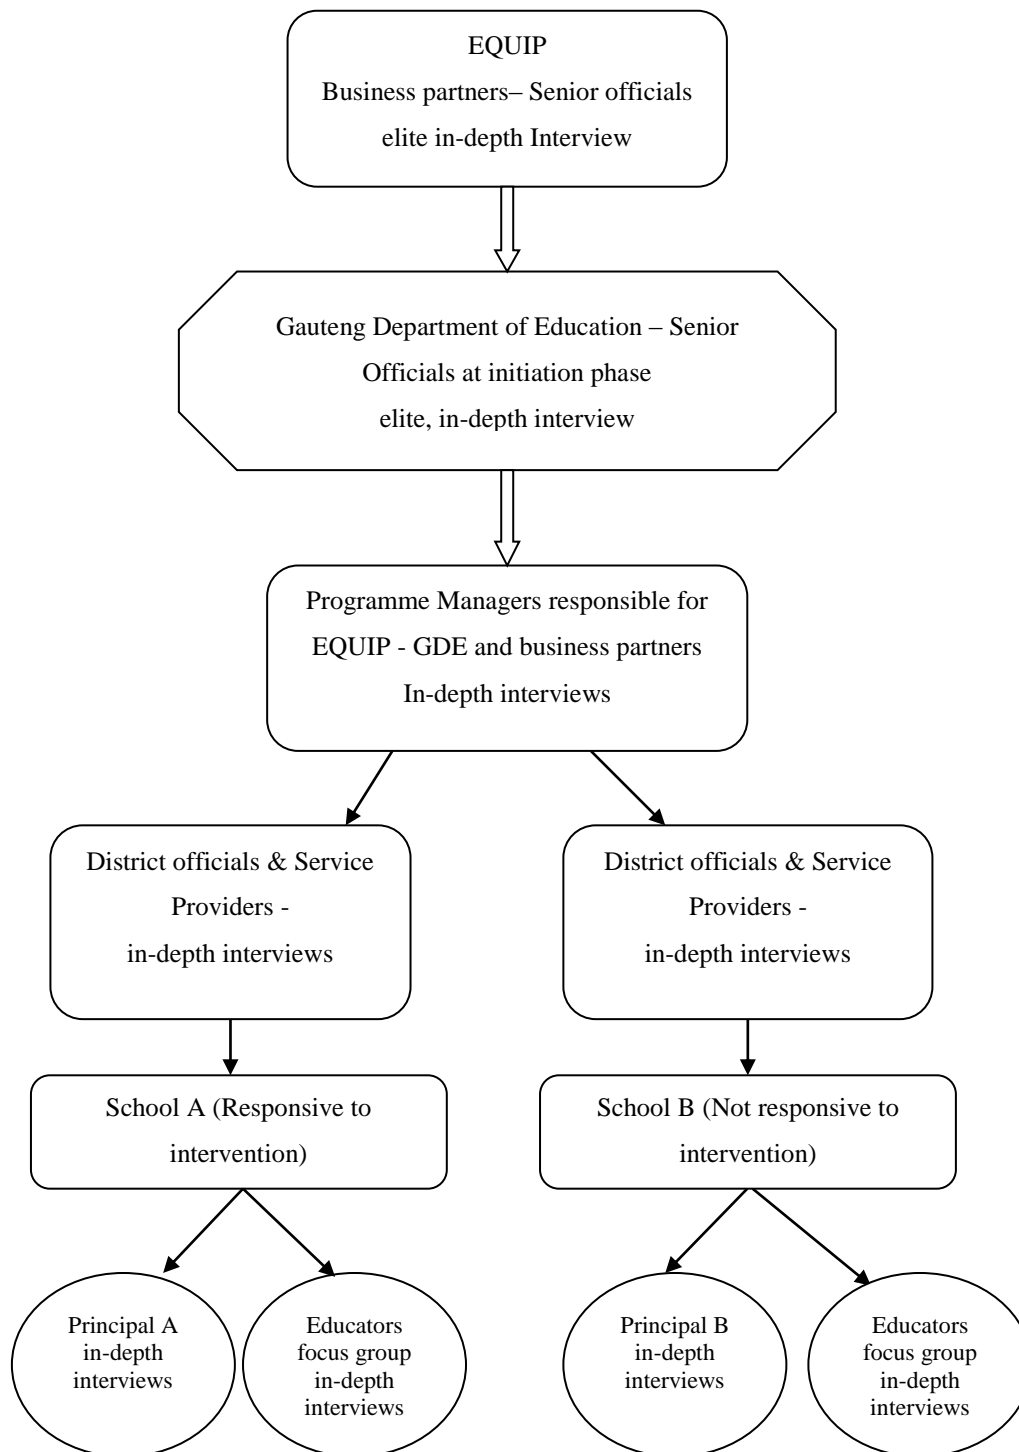 EQUIP
Business partners– Senior officials
elite in-depth Interview
Gauteng Department of Education – Senior
Officials at initiation phase
elite, in-depth interview
Programme Managers responsible for
EQUIP - GDE and business partners
In-depth interviews
District officials & Service
Providers -
in-depth interviews
District officials & Service
Providers -
in-depth interviews
School A (Responsive to
intervention)
School B (Not responsive to
intervention)
Principal A
in-depth
interviews
Educators
focus group
in-depth
interviews
Principal B
in-depth
interviews
Educators
focus group
in-depth
interviews